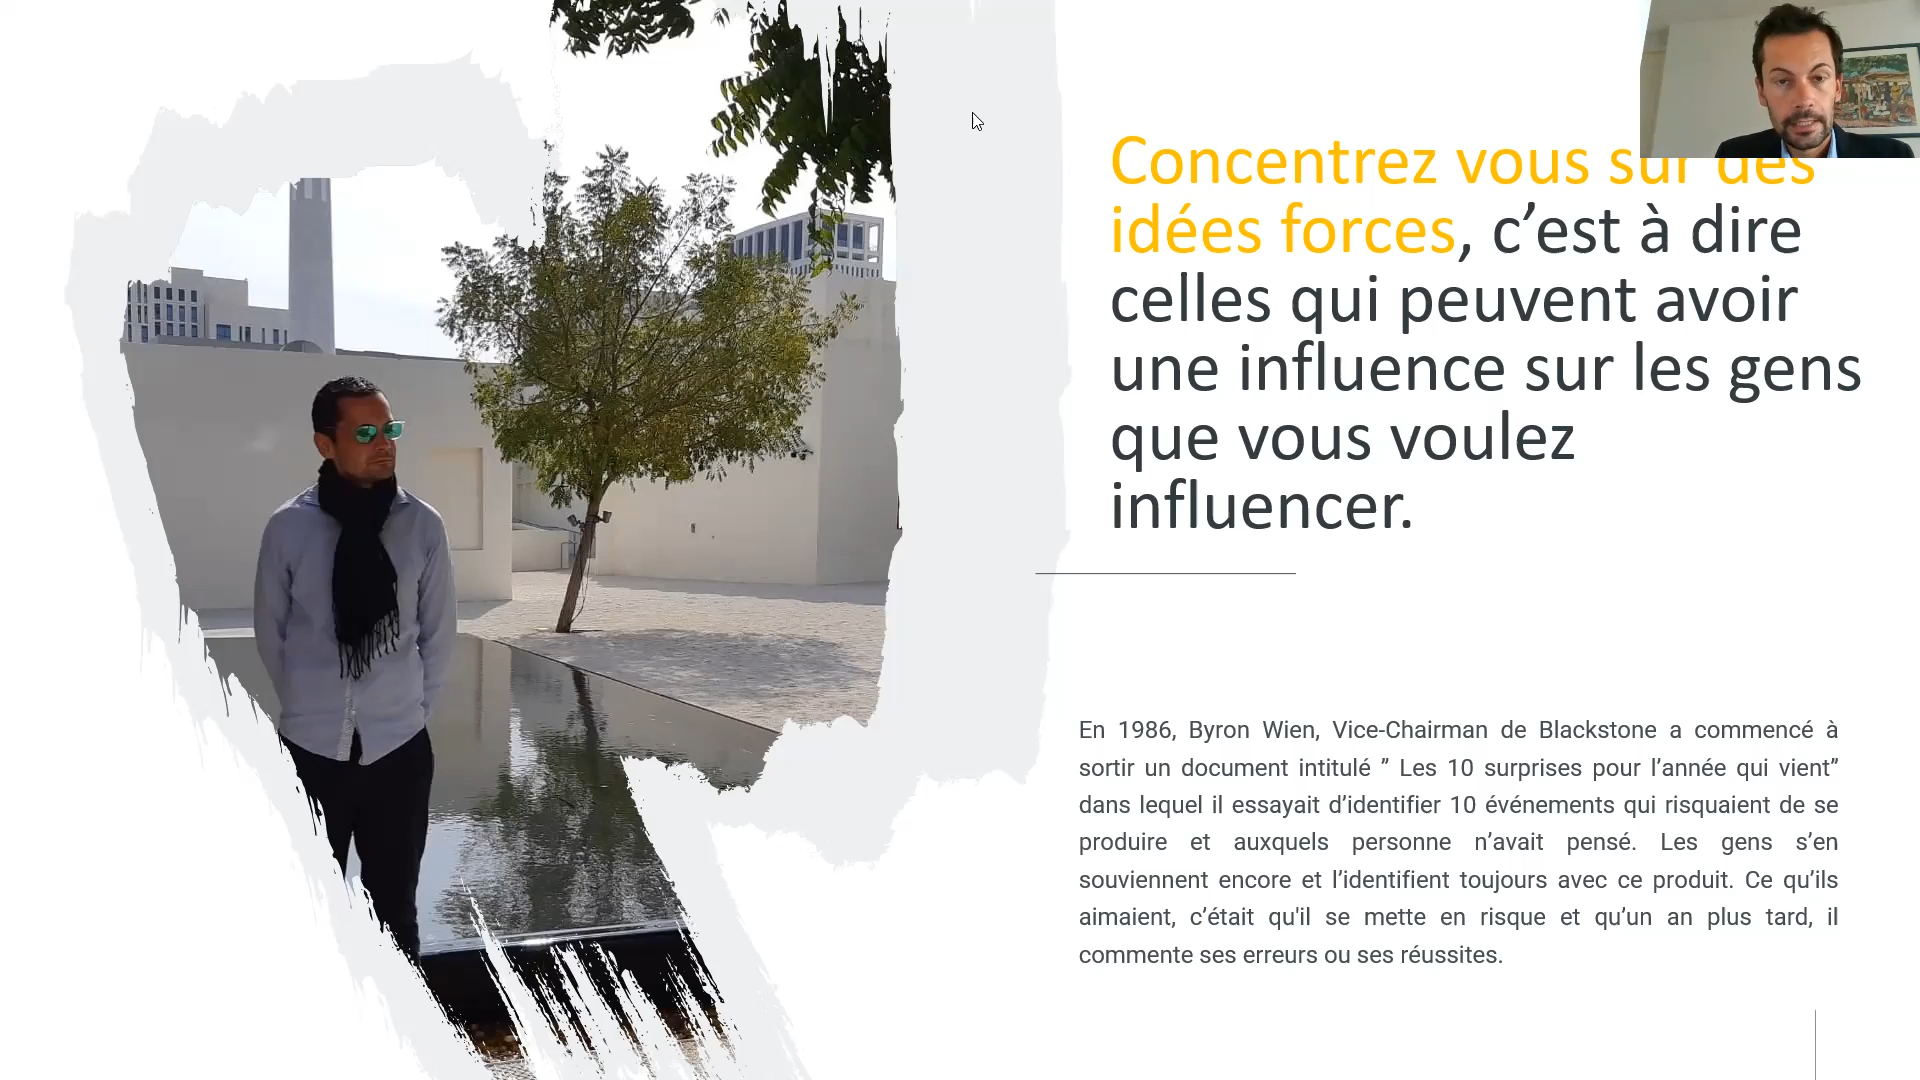 Concentrez vous sur des
idées forces, c’est à dire
celles qui peuvent avoir
une influence sur les gens
que vous voulez
influencer.
En 1986, Byron Wien, Vice-Chairman de Blackstone a commencé à
sortir un document intitulé ” Les 10 surprises pour l’année qui vient”
dans lequel il essayait d’identifier 10 événements qui risquaient de se
produire et auxquels personne n’avait pensé. Les gens s’en
souviennent encore et l’identifient toujours avec ce produit. Ce qu’ils
aimaient, c’était qu'il se mette en risque et qu’un an plus tard, il
commente ses erreurs ou ses réussites.